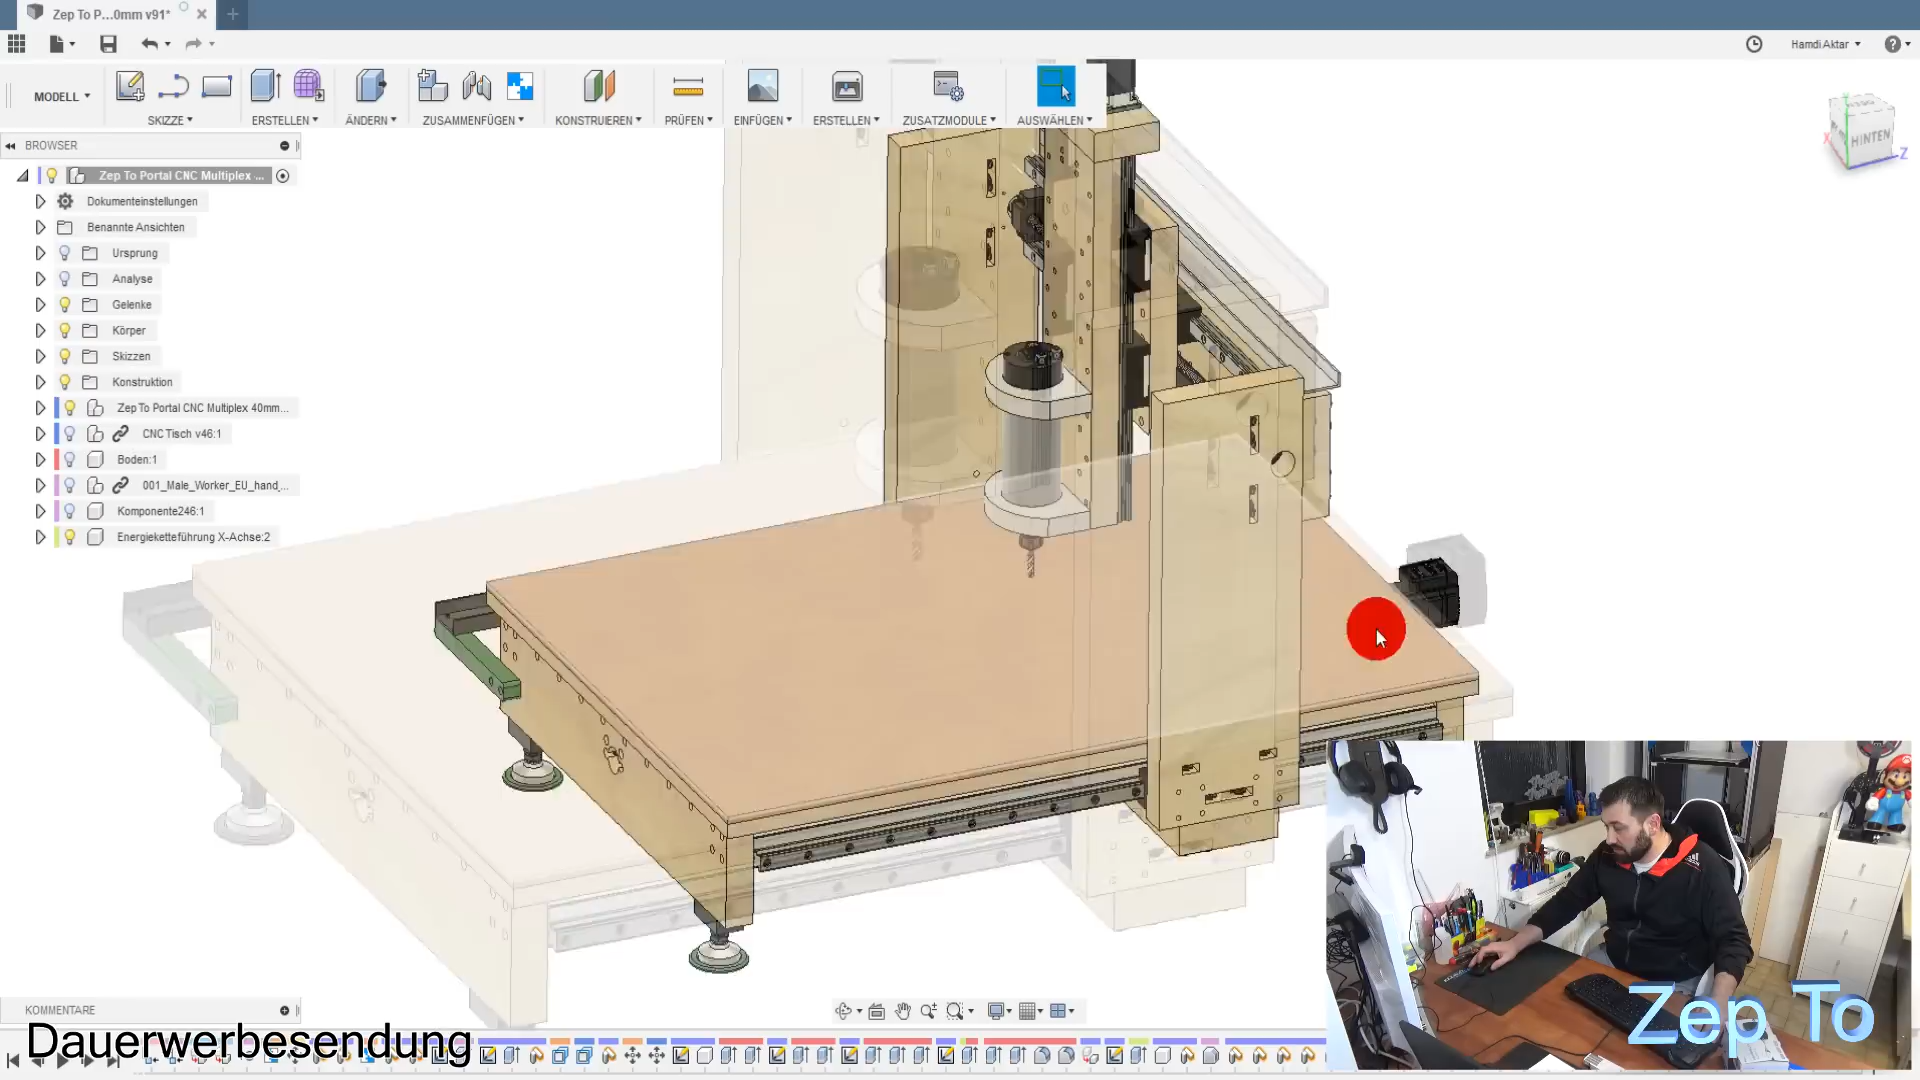 Zep To P...0mm v91*
Hamdi Aktar
MODELL
SKIZZE
ERSTELLEN
ÄNDERN
ZUSAMMENFÜGEN
KONSTRUIEREN
PRÜFEN
EINFÜGEN
ERSTELLEN
ZUSATZMODULE
AUSWÄHLEN
BROWSER
Zep To Portal CNC Multiplex ...
Dokumenteinstellungen
Benannte Ansichten
Ursprung
Analyse
Gelenke
Körper
Skizzen
Konstruktion
Zep To Portal CNC Multiplex 40mm...
CNC Tisch v46:1
Boden:1
001_Male_Worker_EU_hand_...
Komponente246:1
Energieketteführung X-Achse:2
HINTEN
X
Z
KOMMENTARE
Dauerwerbesendung
Zep To